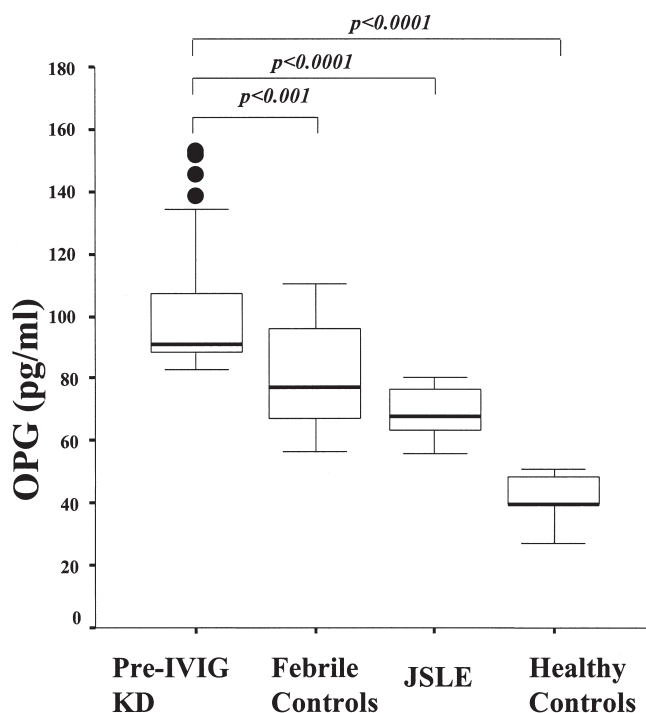 p<0.0001
p<0.0001
p<0.001
180
160
140
120
100
80
60
40
20
0
OPG (pg/ml)
Pre-IVIG KD
Febrile Controls
JSLE
Healthy Controls